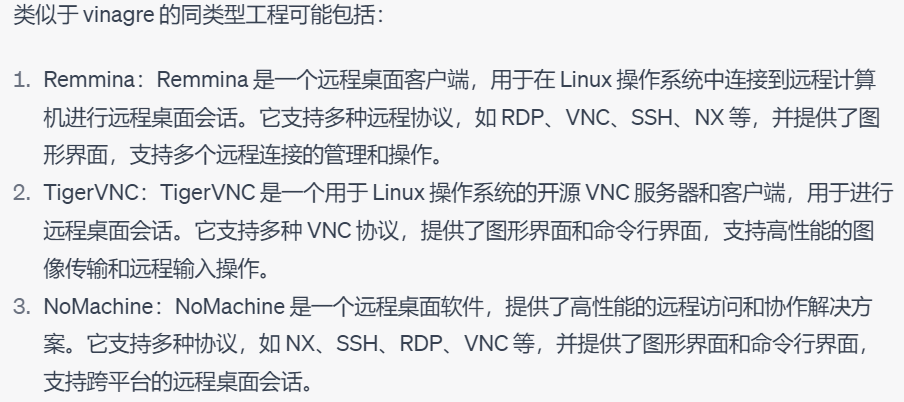 类似于 vinagre 的同类型工程可能包括：
1. Remmina：Remmina 是一个远程桌面客户端，用于在 Linux 操作系统中连接到远程计算
机进行远程桌面会话。它支持多种远程协议，如 RDP、VNC、SSH、NX 等，并提供了图
形界面，支持多个远程连接的管理和操作。
2. TigerVNC：TigerVNC 是一个用于 Linux 操作系统的开源 VNC 服务器和客户端，用于进行
远程桌面会话。它支持多种 VNC 协议，提供了图形界面和命令行界面，支持高性能的图
像传输和远程输入操作。
3. NoMachine：NoMachine 是一个远程桌面软件，提供了高性能的远程访问和协作解决方
案。它支持多种协议，如 NX、SSH、RDP、VNC 等，并提供了图形界面和命令行界面，
支持跨平台的远程桌面会话。